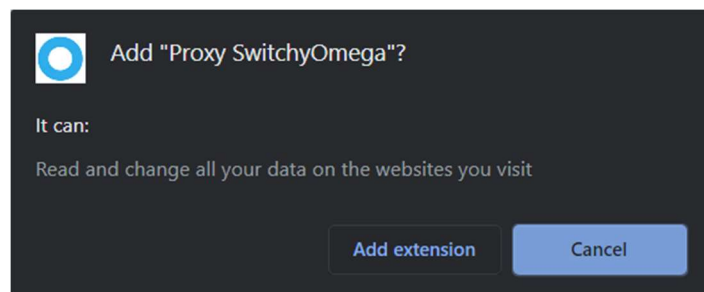 Add "Proxy SwitchyOmega"?
It can:
Read and change all your data on the websites you visit
Add extension
Cancel